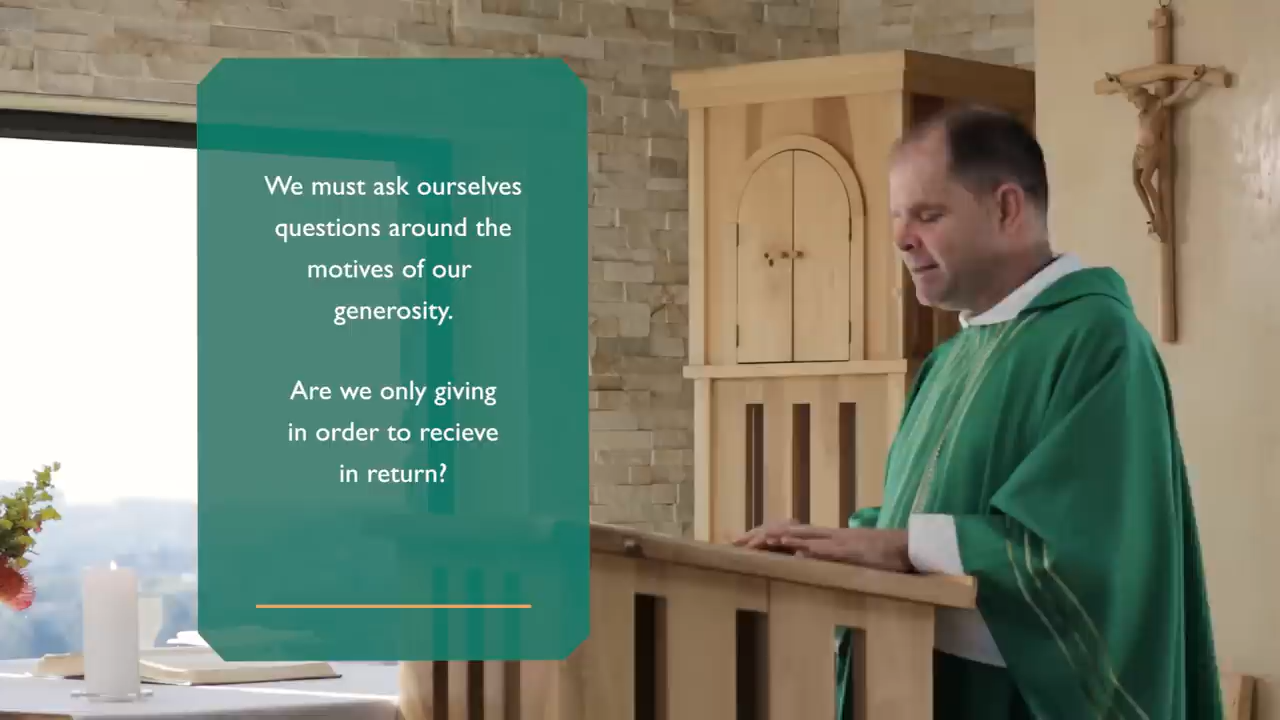 We must ask ourselves
questions around the
motives of our
generosity.
Are we only giving
in order to recieve
in return?